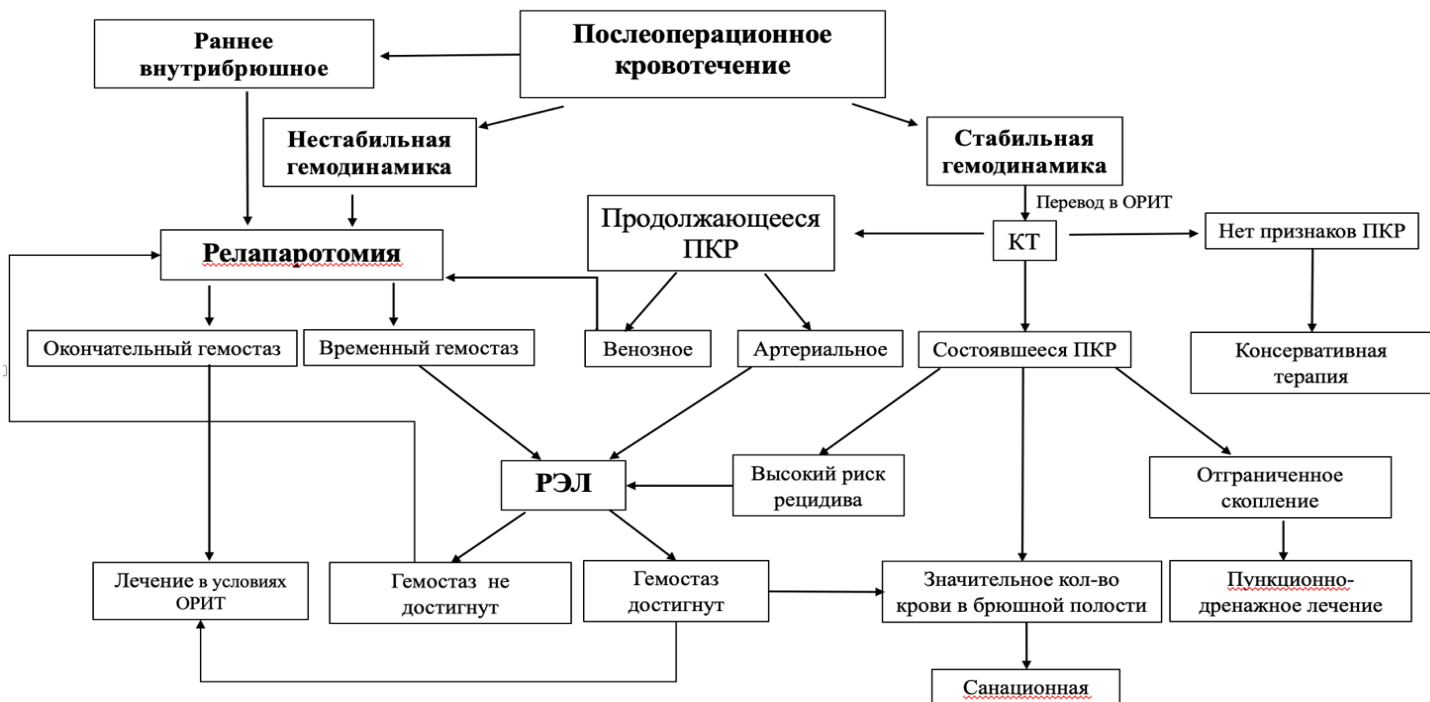 Послеоперационное
кровотечение
Раннее
внутрибрюшное
Нестабильная
гемодинамика
Стабильная
гемодинамика
Перевод в ОРИТ
Продолжающееся
ПКР
КТ
Нет признаков ПКР
Релапаротомия
Окончательный гемостаз
Временный гемостаз
Венозное
Артериальное
Состоявшееся ПКР
Консервативная
терапия
РЭЛ
Высокий риск
рецидива
Отграниченное
скопление
Лечение в условиях
ОРИТ
Гемостаз не
достигнут
Гемостаз
достигнут
Значительное кол-во
крови в брюшной полости
Пункционно-
дренажное лечение
Санационная